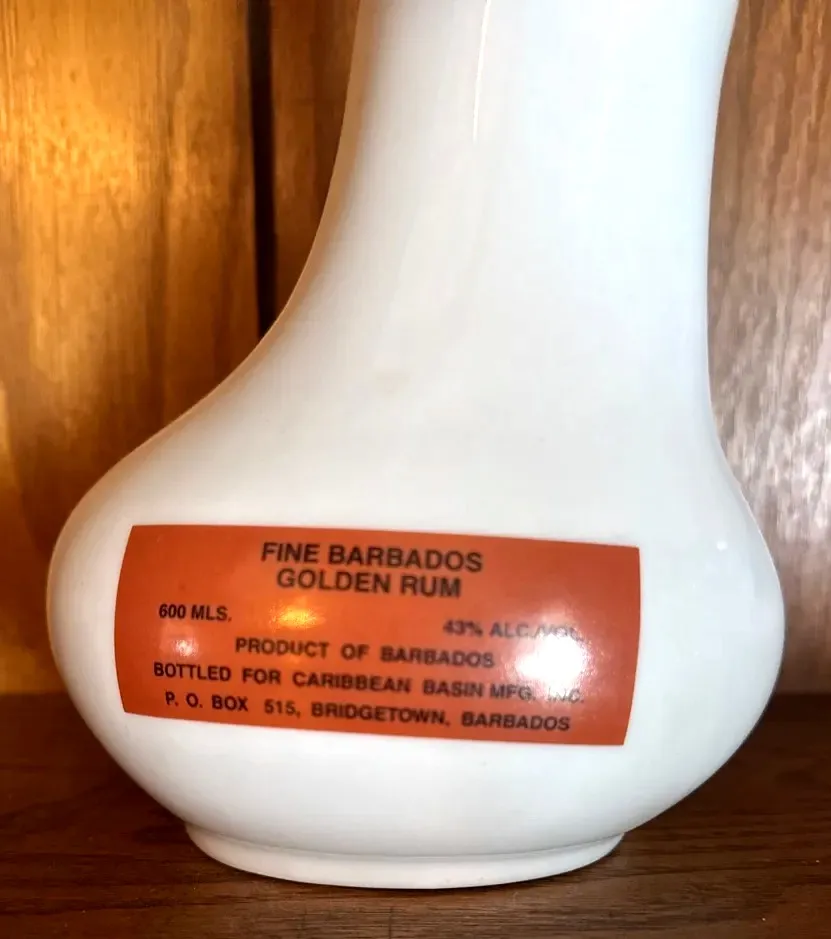 FINE BARBADOS
GOLDEN RUM
600 MLS.
43% ALC./VOL.
PRODUCT OF BARBADOS
BOTTLED FOR CARIBBEAN BASIN MFG. INC.
P. O. BOX 515, BRIDGETOWN, BARBADOS